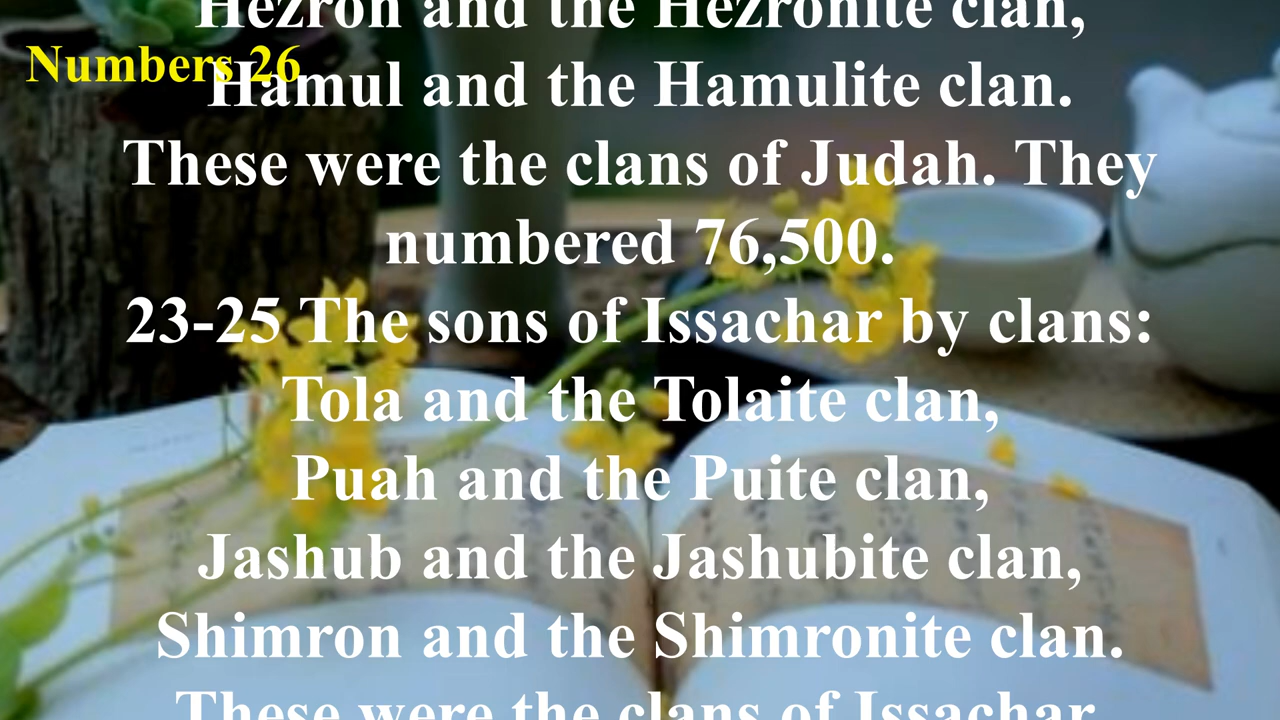 Hezron and the Hezronite clan,
Numbers 26
Hamul and the Hamulite clan.
These were the clans of Judah. They
numbered 76,500.
23-25 The sons of Issachar by clans:
Tola and the Tolaite clan,
Puah and the Puite clan,
Jashub and the Jashubite clan,
Shimron and the Shimronite clan.
These were the clans of Issachar.